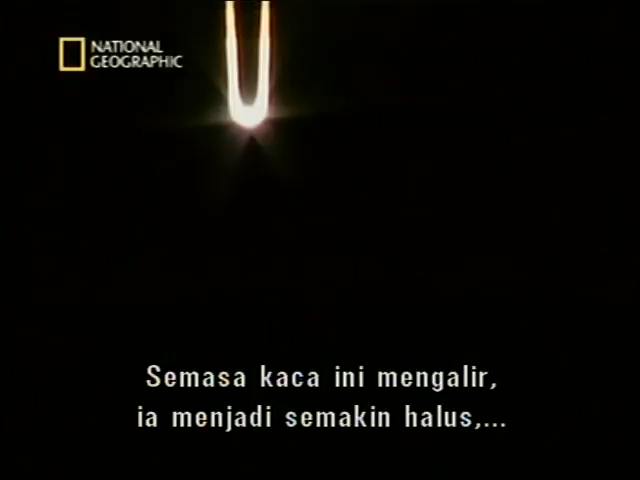 NATIONAL
GEOGRAPHIC
Semasa kaca ini mengalir,
ia menjadi semakin halus,...